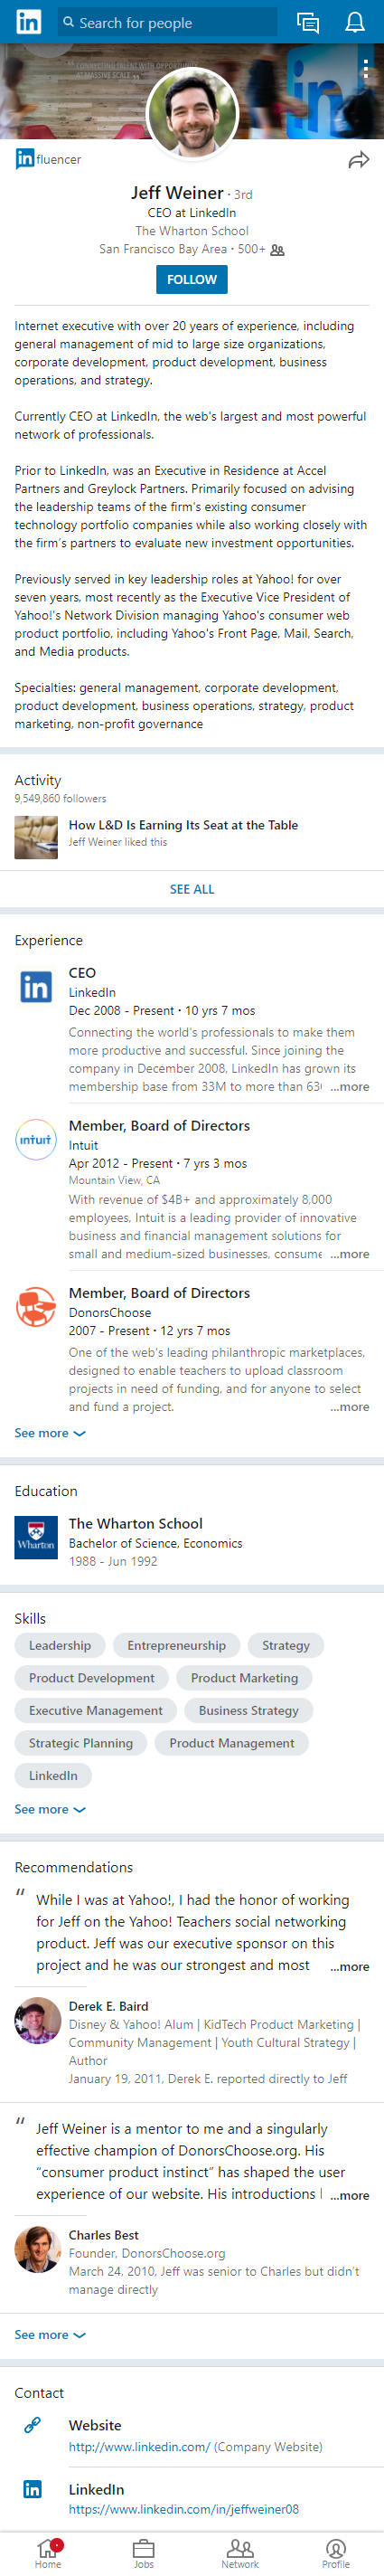 in Search for people
“ CONNECTING TALENT WITH OPPORTUNITY
AT MASSIVE SCALE ”
in
influencer
Jeff Weiner · 3rd
CEO at LinkedIn
The Wharton School
San Francisco Bay Area • 500+
FOLLOW
Internet executive with over 20 years of experience, including
general management of mid to large size organizations,
corporate development, product development, business
operations, and strategy.
Currently CEO at LinkedIn, the web's largest and most powerful
network of professionals.
Prior to LinkedIn, was an Executive in Residence at Accel
Partners and Greylock Partners. Primarily focused on advising
the leadership teams of the firm's existing consumer
technology portfolio companies while also working closely with
the firm’s partners to evaluate new investment opportunities.
Previously served in key leadership roles at Yahoo! for over
seven years, most recently as the Executive Vice President of
Yahoo!'s Network Division managing Yahoo's consumer web
product portfolio, including Yahoo's Front Page, Mail, Search,
and Media products.
Specialties: general management, corporate development,
product development, business operations, strategy, product
marketing, non-profit governance
Activity
9,549,860 followers
How L&D Is Earning Its Seat at the Table
Jeff Weiner liked this
SEE ALL
Experience
in
CEO
LinkedIn
Dec 2008 - Present • 10 yrs 7 mos
Connecting the world's professionals to make them
more productive and successful. Since joining the
company in December 2008, LinkedIn has grown its
membership base from 33M to more than 63 ...more
intuit
Member, Board of Directors
Intuit
Apr 2012 - Present • 7 yrs 3 mos
Mountain View, CA
With revenue of $4B+ and approximately 8,000
employees, Intuit is a leading provider of innovative
business and financial management solutions for
small and medium-sized businesses, consume ...more
Member, Board of Directors
DonorsChoose
2007 - Present • 12 yrs 7 mos
One of the web's leading philanthropic marketplaces,
designed to enable teachers to upload classroom
projects in need of funding, and for anyone to select
and fund a project. ...more
See more
Education
Wharton
The Wharton School
Bachelor of Science, Economics
1988 - Jun 1992
Skills
Leadership Entrepreneurship Strategy
Product Development Product Marketing
Executive Management Business Strategy
Strategic Planning Product Management
LinkedIn
See more
Recommendations
“ While I was at Yahoo!, I had the honor of working
for Jeff on the Yahoo! Teachers social networking
product. Jeff was our executive sponsor on this
project and he was our strongest and most ...more
Derek E. Baird
Disney & Yahoo! Alum | KidTech Product Marketing |
Community Management | Youth Cultural Strategy |
Author
January 19, 2011, Derek E. reported directly to Jeff
“ Jeff Weiner is a mentor to me and a singularly
effective champion of DonorsChoose.org. His
“consumer product instinct” has shaped the user
experience of our website. His introductions ...more
Charles Best
Founder, DonorsChoose.org
March 24, 2010, Jeff was senior to Charles but didn't
manage directly
See more
Contact
Website
http://www.linkedin.com/ (Company Website)
in
LinkedIn
https://www.linkedin.com/in/jeffweiner08
Home Jobs Network Profile